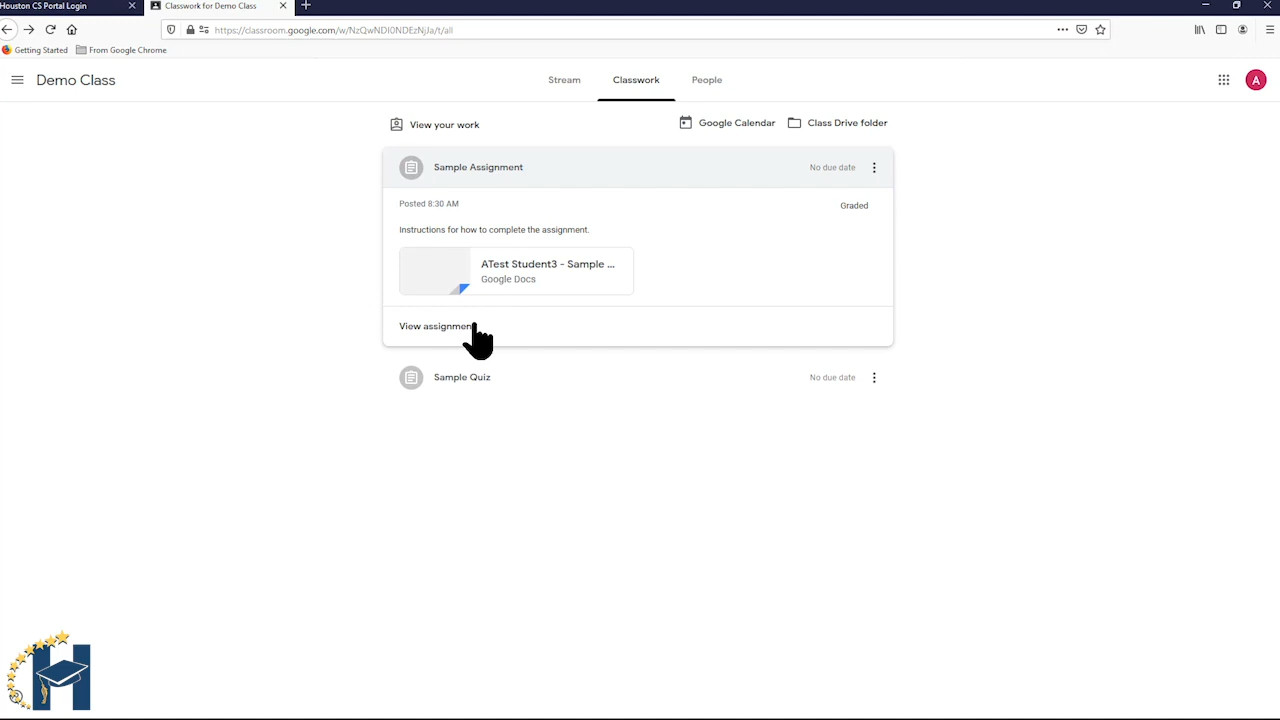 Houston CS Portal Login
Classwork for Demo Class
https://classroom.google.com/w/NzQwNDI0NDEzNjJa/t/all
Getting Started
From Google Chrome
Demo Class
Stream
Classwork
People
A
View your work
Google Calendar
Class Drive folder
Sample Assignment
No due date
Posted 8:30 AM
Graded
Instructions for how to complete the assignment.
ATest Student3 - Sample ...
Google Docs
View assignmen
Sample Quiz
No due date
H